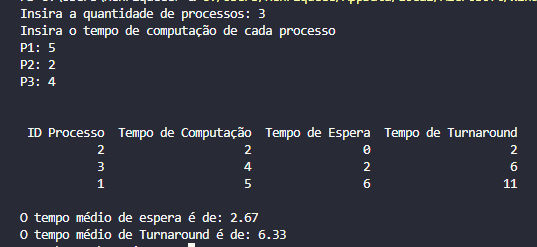 Insira a quantidade de processos: 3
Insira o tempo de computação de cada processo
P1: 5
P2: 2
P3: 4
ID Processo Tempo de Computação Tempo de Espera Tempo de Turnaround
2 2 0 2
3 4 2 6
1 5 6 11
O tempo médio de espera é de: 2.67
O tempo médio de Turnaround é de: 6.33